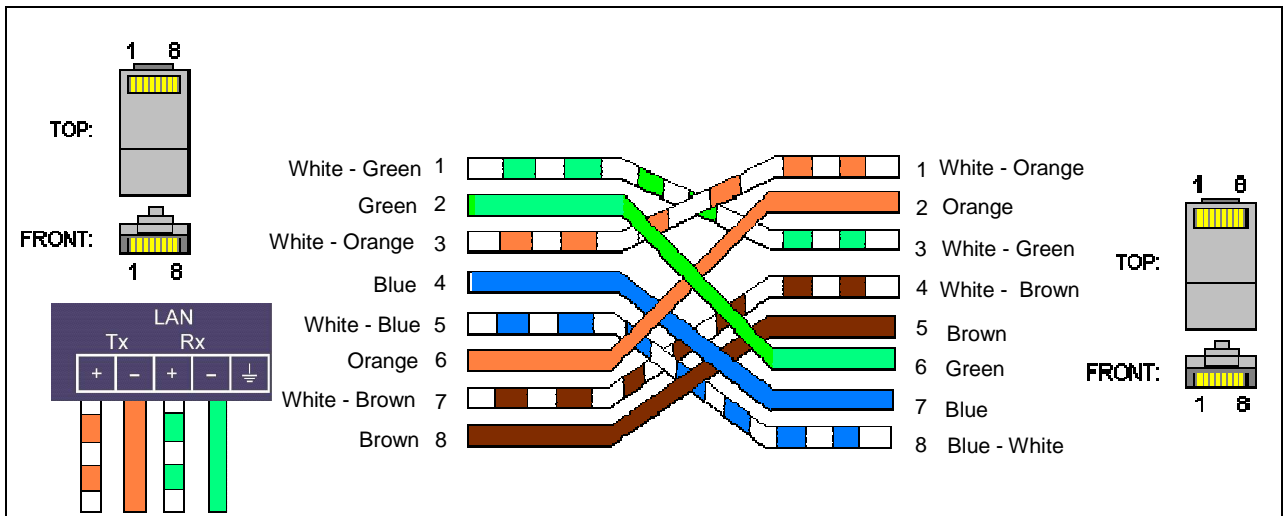 1 8
TOP:
FRONT:
1 8
LAN
Tx Rx
+ − + −
White - Green 1
Green 2
White - Orange 3
Blue 4
White - Blue 5
Orange 6
White - Brown 7
Brown 8
1 White - Orange
2 Orange
3 White - Green
4 White - Brown
5 Brown
6 Green
7 Blue
8 Blue - White
1 8
TOP:
FRONT:
1 8